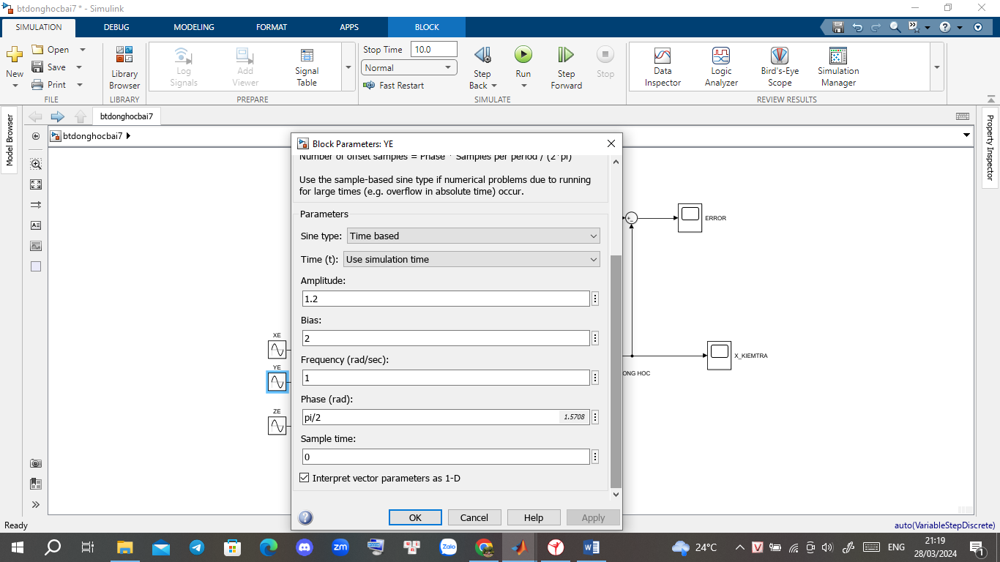 btdonghocbai7 * - Simulink
SIMULATION DEBUG MODELING FORMAT APPS BLOCK
New
Open
Save
Print
FILE
Library Browser
LIBRARY
Log Signals
Add Viewer
Signal Table
PREPARE
Stop Time 10.0
Normal
Fast Restart
Step Back
Run
Step Forward
Stop
SIMULATE
Data Inspector
Logic Analyzer
Bird's-Eye Scope
Simulation Manager
REVIEW RESULTS
Model Browser
btdonghocbai7
btdonghocbai7
Property Inspector
Block Parameters: YE
Number of offset samples = Phase * Samples per period / (2*pi)
Use the sample-based sine type if numerical problems due to running
for large times (e.g. overflow in absolute time) occur.
Parameters
Sine type: Time based
Time (t): Use simulation time
Amplitude:
1.2
Bias:
2
Frequency (rad/sec):
1
Phase (rad):
pi/2 1.5708
Sample time:
0
Interpret vector parameters as 1-D
OK Cancel Help Apply
XE
YE
ZE
ERROR
X_KIEMTRA
ONG HOC
Ready
auto(VariableStepDiscrete)
zm
Zalo
24°C
ENG
21:19
28/03/2024
1